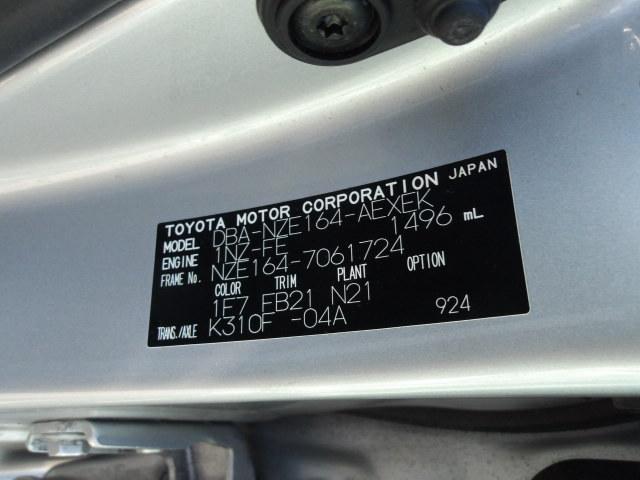 TOYOTA MOTOR CORPORATION JAPAN
MODEL DBA-NZE164-AEXEK
ENGINE 1NZ-FE 1496 mL
FRAME No. NZE164-7061724
COLOR TRIM PLANT OPTION
1E7 FB21 N21
TRANS./AXLE K310F -04A 924